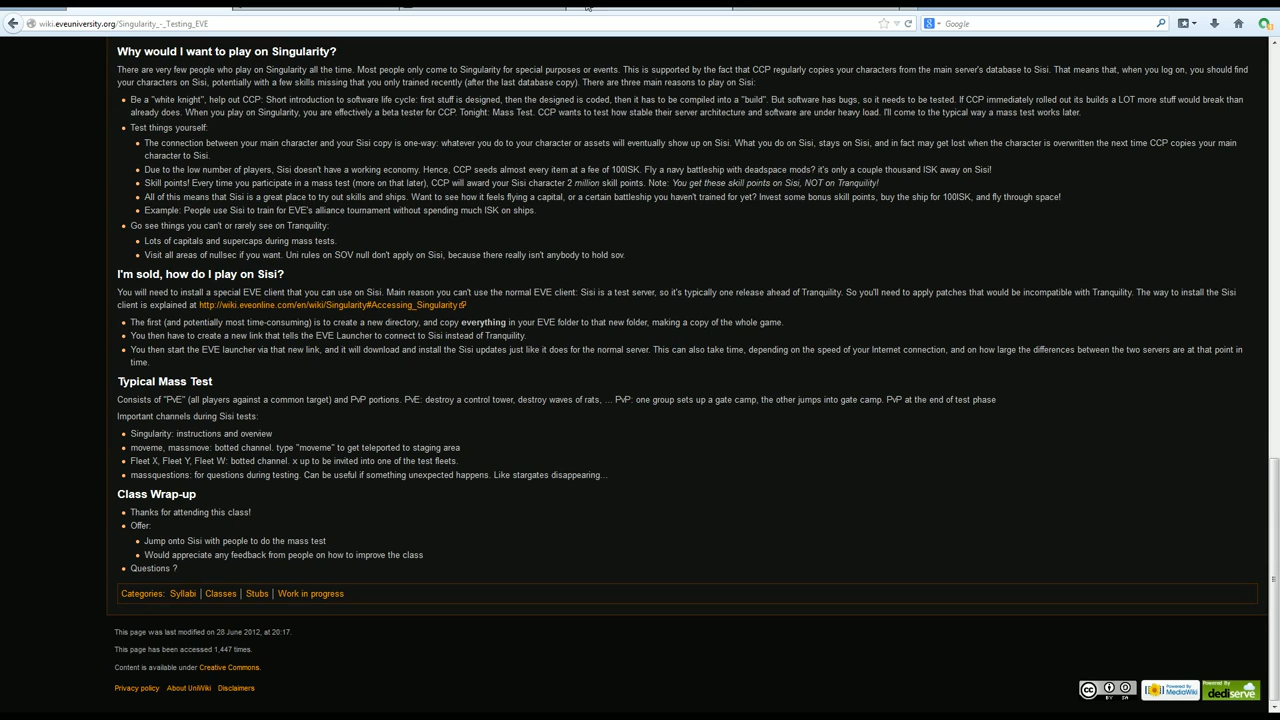 wiki.eveuniversity.org/Singularity_-_Testing_EVE
Google
Why would I want to play on Singularity?
There are very few people who play on Singularity all the time. Most people only come to Singularity for special purposes or events. This is supported by the fact that CCP regularly copies your characters from the main server's database to Sisi. That means that, when you log on, you should find
your characters on Sisi, potentially with a few skills missing that you only trained recently (after the last database copy). There are three main reasons to play on Sisi:
Be a "white knight", help out CCP: Short introduction to software life cycle: first stuff is designed, then the designed is coded, then it has to be compiled into a "build". But software has bugs, so it needs to be tested. If CCP immediately rolled out its builds a LOT more stuff would break than
already does. When you play on Singularity, you are effectively a beta tester for CCP. Tonight: Mass Test. CCP wants to test how stable their server architecture and software are under heavy load. I'll come to the typical way a mass test works later.
Test things yourself:
The connection between your main character and your Sisi copy is one-way: whatever you do to your character or assets will eventually show up on Sisi. What you do on Sisi, stays on Sisi, and in fact may get lost when the character is overwritten the next time CCP copies your main
character to Sisi.
Due to the low number of players, Sisi doesn't have a working economy. Hence, CCP seeds almost every item at a fee of 100ISK. Fly a navy battleship with deadspace mods? it's only a couple thousand ISK away on Sisi!
Skill points! Every time you participate in a mass test (more on that later), CCP will award your Sisi character 2 million skill points. Note: You get these skill points on Sisi, NOT on Tranquility!
All of this means that Sisi is a great place to try out skills and ships. Want to see how it feels flying a capital, or a certain battleship you haven't trained for yet? Invest some bonus skill points, buy the ship for 100ISK, and fly through space!
Example: People use Sisi to train for EVE's alliance tournament without spending much ISK on ships.
Go see things you can't or rarely see on Tranquility:
Lots of capitals and supercaps during mass tests.
Visit all areas of nullsec if you want. Uni rules on SOV null don't apply on Sisi, because there really isn't anybody to hold sov.
I'm sold, how do I play on Sisi?
You will need to install a special EVE client that you can use on Sisi. Main reason you can't use the normal EVE client: Sisi is a test server, so it's typically one release ahead of Tranquility. So you'll need to apply patches that would be incompatible with Tranquility. The way to install the Sisi
client is explained at http://wiki.eveonline.com/en/wiki/Singularity#Accessing_Singularity
The first (and potentially most time-consuming) is to create a new directory, and copy everything in your EVE folder to that new folder, making a copy of the whole game.
You then have to create a new link that tells the EVE Launcher to connect to Sisi instead of Tranquility.
You then start the EVE launcher via that new link, and it will download and install the Sisi updates just like it does for the normal server. This can also take time, depending on the speed of your Internet connection, and on how large the differences between the two servers are at that point in
time.
Typical Mass Test
Consists of "PvE" (all players against a common target) and PvP portions. PvE: destroy a control tower, destroy waves of rats, ... PvP: one group sets up a gate camp, the other jumps into gate camp. PvP at the end of test phase
Important channels during Sisi tests:
Singularity: instructions and overview
moveme, massmove: botted channel. type "moveme" to get teleported to staging area
Fleet X, Fleet Y, Fleet W: botted channel. x up to be invited into one of the test fleets.
massquestions: for questions during testing. Can be useful if something unexpected happens. Like stargates disappearing...
Class Wrap-up
Thanks for attending this class!
Offer:
Jump onto Sisi with people to do the mass test
Would appreciate any feedback from people on how to improve the class
Questions ?
Categories: Syllabi | Classes | Stubs | Work in progress
This page was last modified on 28 June 2012, at 20:17.
This page has been accessed 1,447 times.
Content is available under Creative Commons.
Privacy policy About UniWiki Disclaimers
BY SA
Powered By MediaWiki
Powered By dediserve